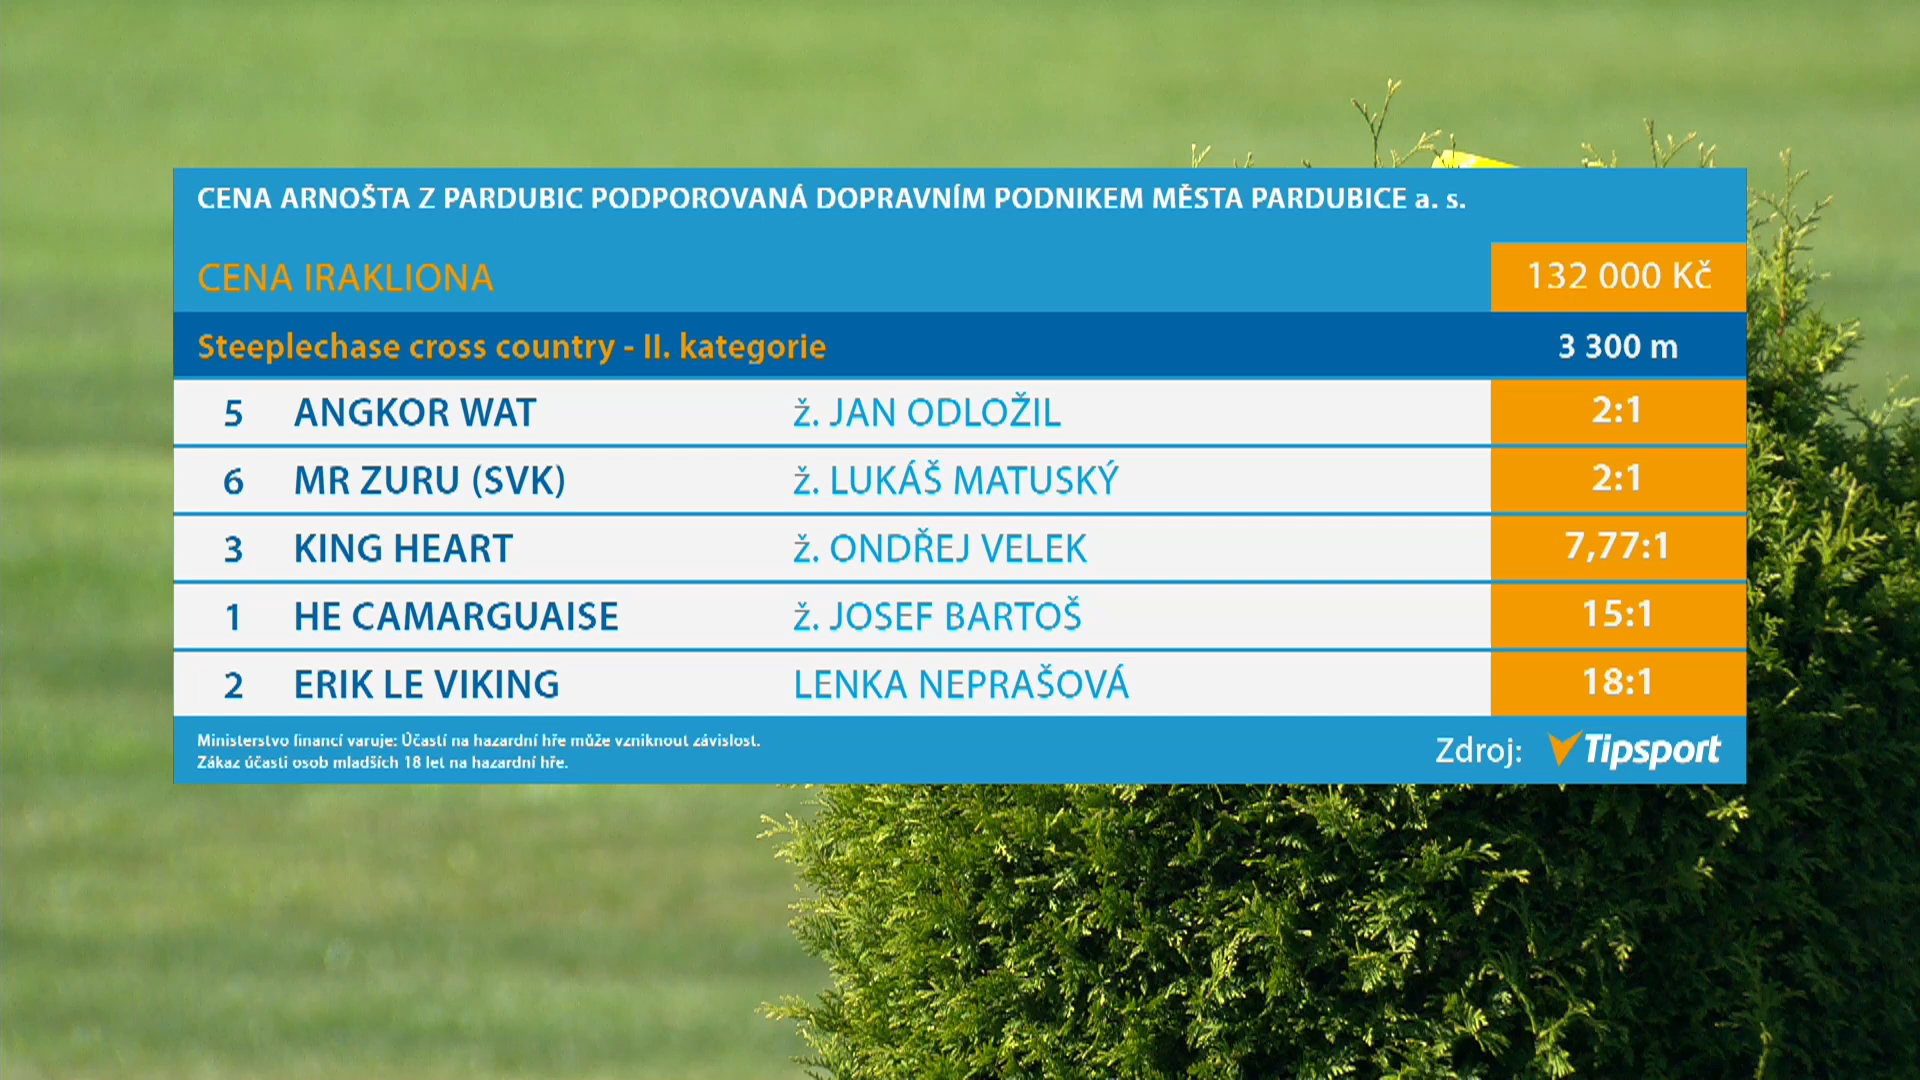 CENA ARNOŠTA Z PARDUBIC PODPOROVANÁ DOPRAVNÍM PODNIKEM MĚSTA PARDUBICE a. s.
CENA IRAKLIONA 132 000 Kč
Steeplechase cross country - II. kategorie 3 300 m
5 ANGKOR WAT ž. JAN ODLOŽIL 2:1
6 MR ZURU (SVK) ž. LUKÁŠ MATUSKÝ 2:1
3 KING HEART ž. ONDŘEJ VELEK 7,77:1
1 HE CAMARGUAISE ž. JOSEF BARTOŠ 15:1
2 ERIK LE VIKING LENKA NEPRAŠOVÁ 18:1
Ministerstvo financí varuje: Účastí na hazardní hře může vzniknout závislost.
Zákaz účasti osob mladších 18 let na hazardní hře.
Zdroj: Tipsport